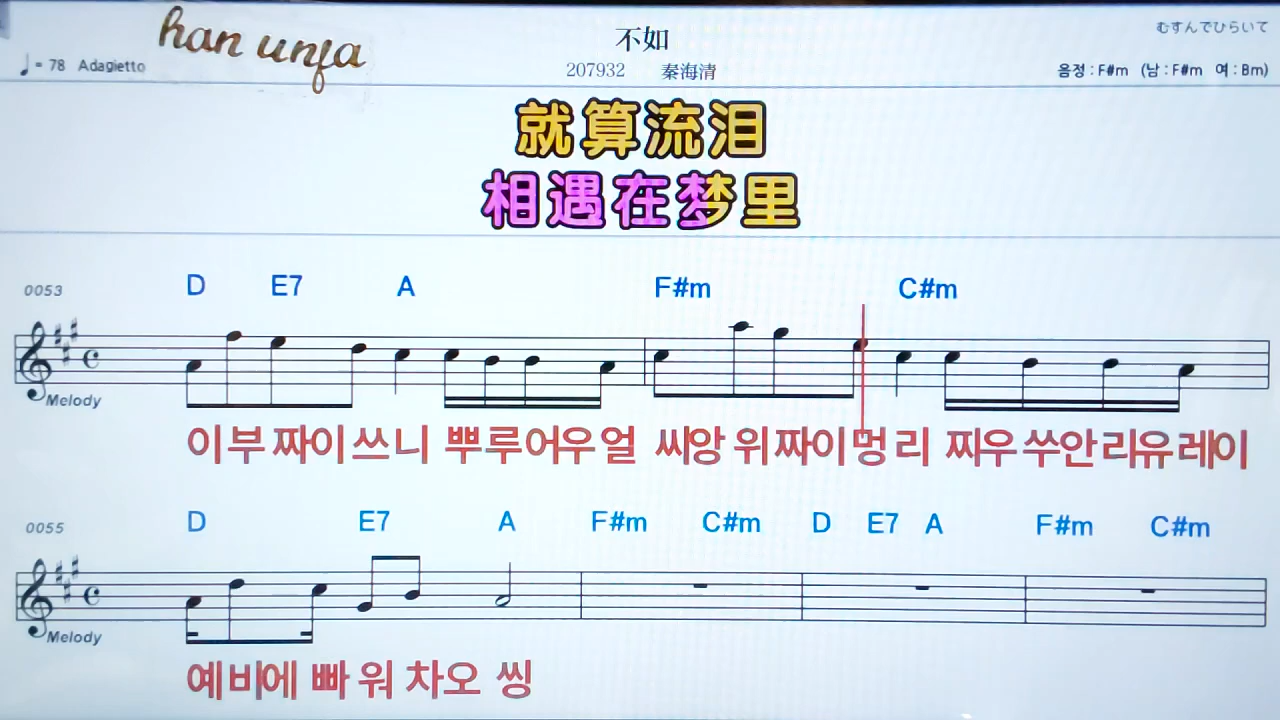 han unfa
不如
むすんでひらいて
♩= 78 Adagietto
207932 秦海清
음정 : F#m (남 : F#m 여 : Bm)
就算流泪
相遇在梦里
0053 D E7 A F#m C#m
Melody
이부짜이쓰니 뿌루어우얼 씨앙 위짜이멍리 찌우쑤안리유레이
0055 D E7 A F#m C#m D E7 A F#m C#m
Melody
예비에 빠 워 차오 씽